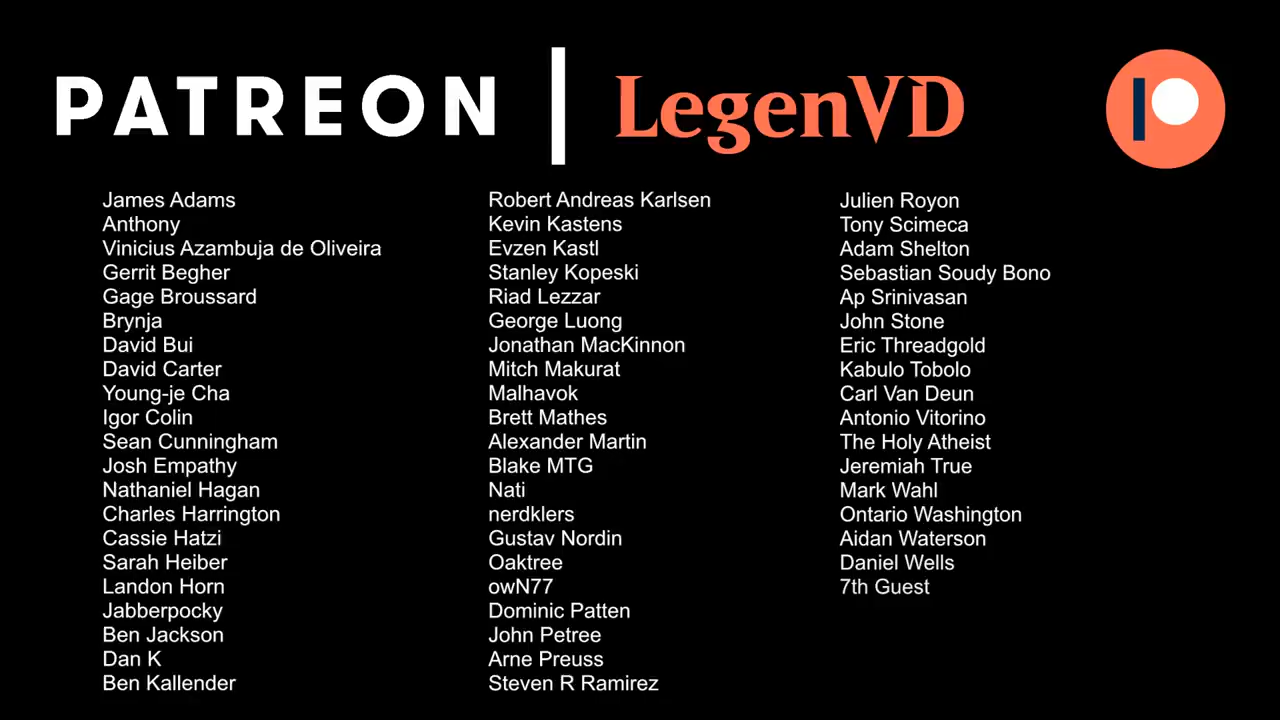 PATREON | LegenVD
James Adams
Anthony
Vinicius Azambuja de Oliveira
Gerrit Begher
Gage Broussard
Brynja
David Bui
David Carter
Young-je Cha
Igor Colin
Sean Cunningham
Josh Empathy
Nathaniel Hagan
Charles Harrington
Cassie Hatzi
Sarah Heiber
Landon Horn
Jabberpocky
Ben Jackson
Dan K
Ben Kallender
Robert Andreas Karlsen
Kevin Kastens
Evzen Kastl
Stanley Kopeski
Riad Lezzar
George Luong
Jonathan MacKinnon
Mitch Makurat
Malhavok
Brett Mathes
Alexander Martin
Blake MTG
Nati
nerdklers
Gustav Nordin
Oaktree
owN77
Dominic Patten
John Petree
Arne Preuss
Steven R Ramirez
Julien Royon
Tony Scimeca
Adam Shelton
Sebastian Soudy Bono
Ap Srinivasan
John Stone
Eric Threadgold
Kabulo Tobolo
Carl Van Deun
Antonio Vitorino
The Holy Atheist
Jeremiah True
Mark Wahl
Ontario Washington
Aidan Waterson
Daniel Wells
7th Guest